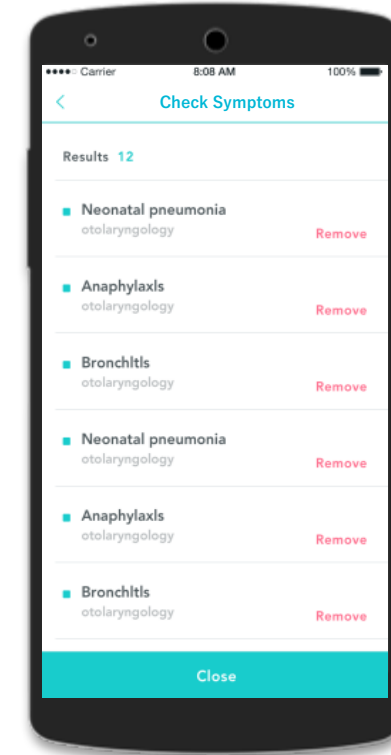 Carrier 8:08 AM 100%
Check Symptoms
Results 12
Neonatal pneumonia
otolaryngology
Remove
Anaphylaxls
otolaryngology
Remove
Bronchltls
otolaryngology
Remove
Neonatal pneumonia
otolaryngology
Remove
Anaphylaxls
otolaryngology
Remove
Bronchltls
otolaryngology
Remove
Close